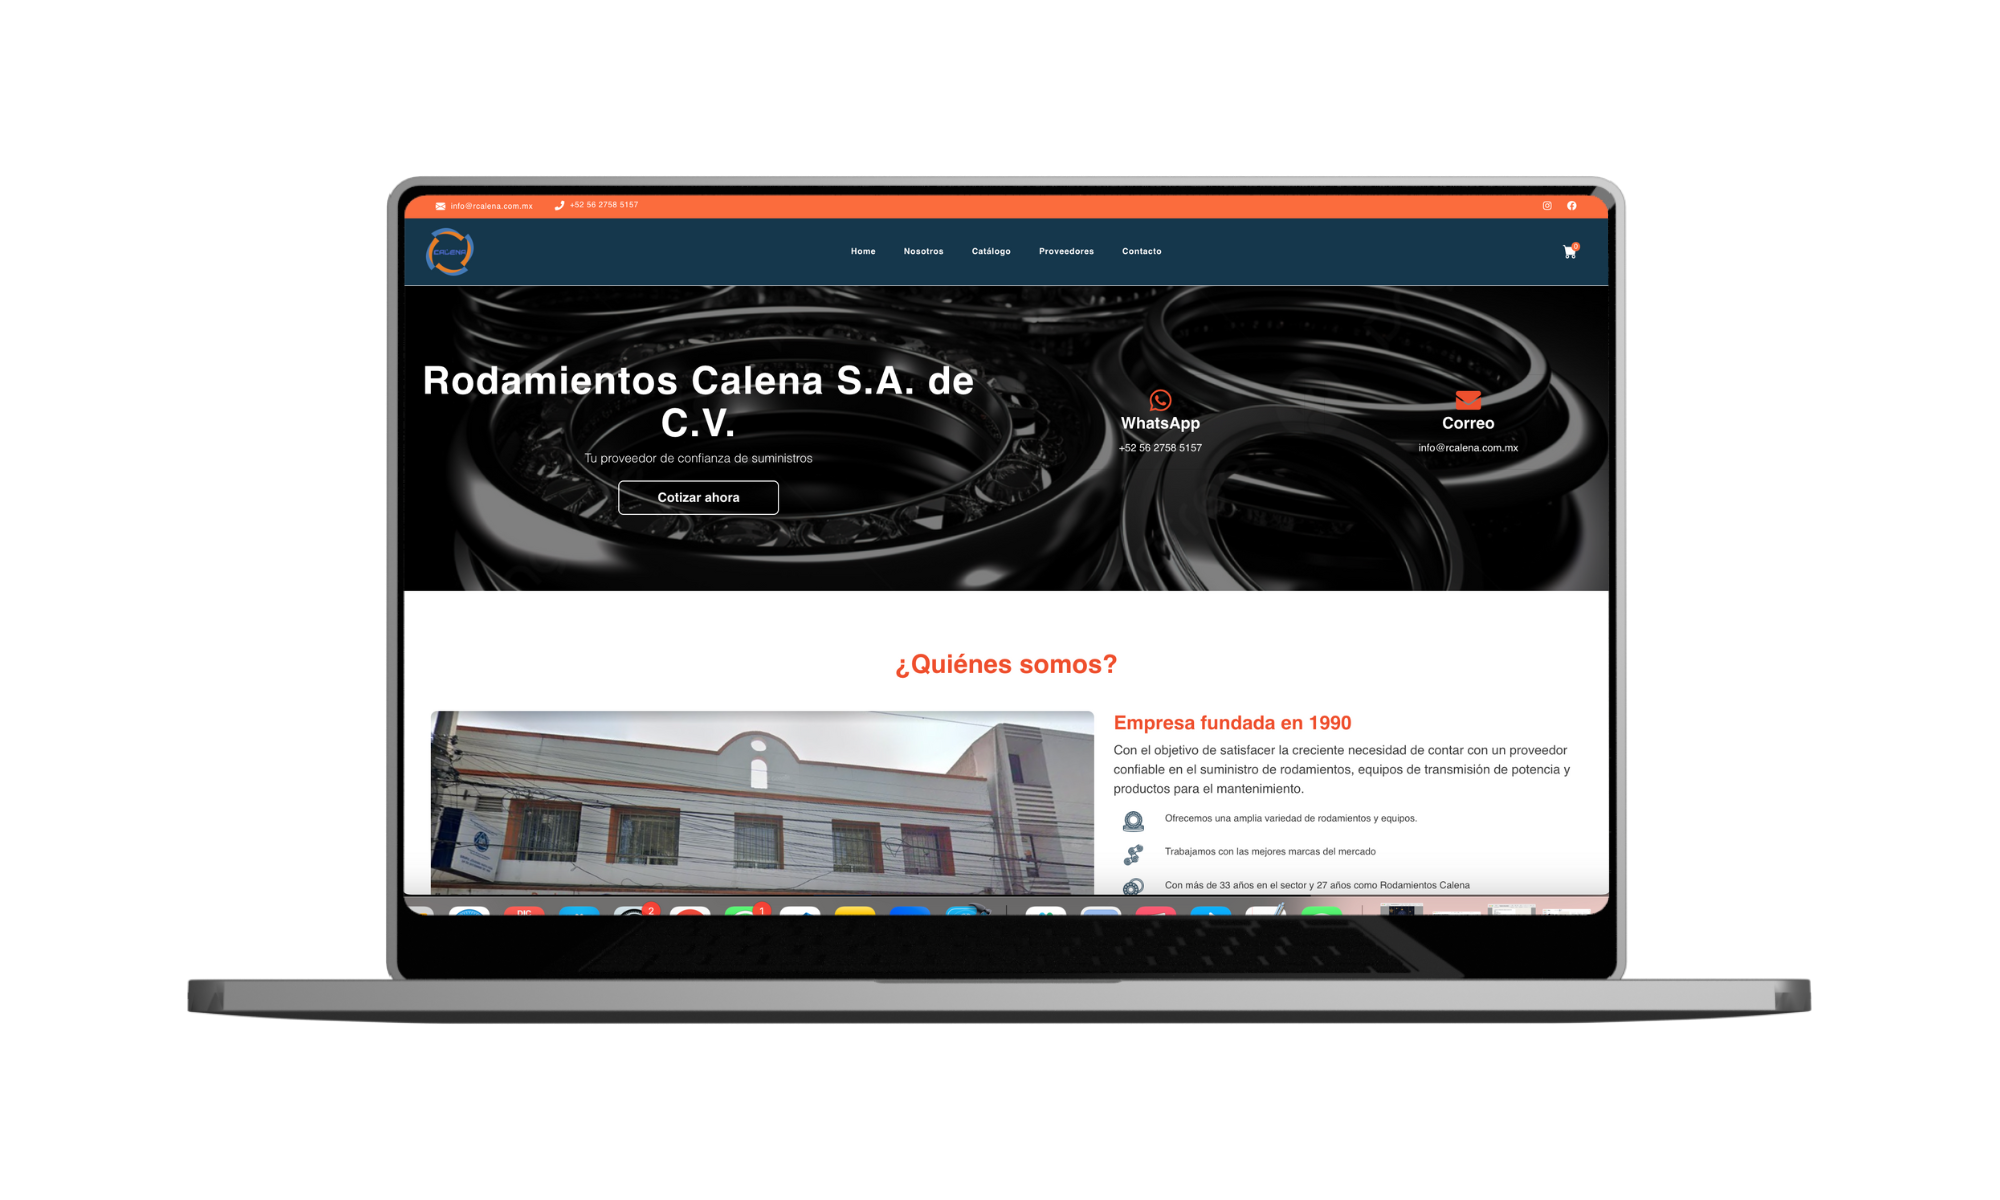 info@rcalena.com.mx
+52 56 2758 5157
CALENA
Home
Nosotros
Catálogo
Proveedores
Contacto
0
Rodamientos Calena S.A. de
C.V.
Tu proveedor de confianza de suministros
Cotizar ahora
WhatsApp
+52 56 2758 5157
Correo
info@rcalena.com.mx
¿Quiénes somos?
Empresa fundada en 1990
Con el objetivo de satisfacer la creciente necesidad de contar con un proveedor
confiable en el suministro de rodamientos, equipos de transmisión de potencia y
productos para el mantenimiento.
Ofrecemos una amplia variedad de rodamientos y equipos.
Trabajamos con las mejores marcas del mercado
Con más de 33 años en el sector y 27 años como Rodamientos Calena
DIC
2
1